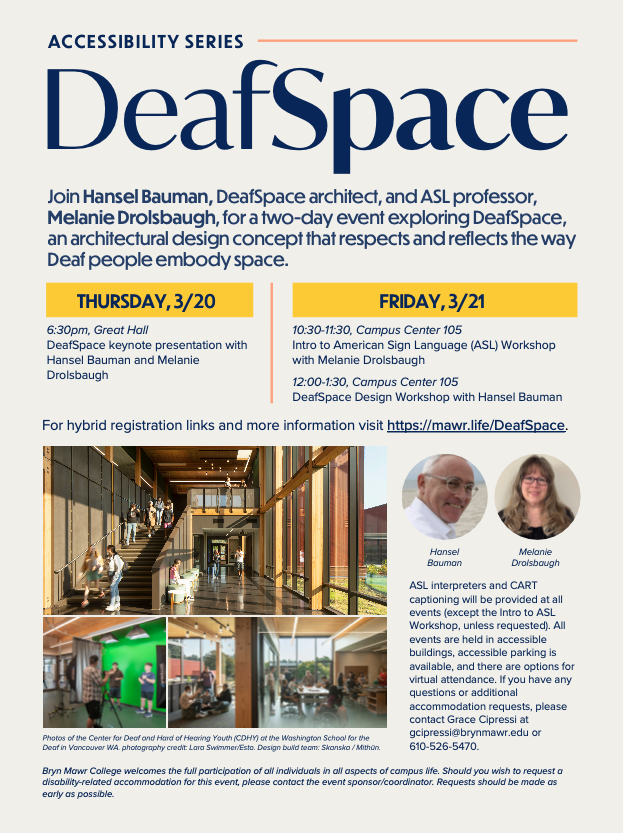 ACCESSIBILITY SERIES
DeafSpace
Join Hansel Bauman, DeafSpace architect, and ASL professor,
Melanie Drolsbaugh, for a two-day event exploring DeafSpace,
an architectural design concept that respects and reflects the way
Deaf people embody space.
THURSDAY, 3/20
6:30pm, Great Hall
DeafSpace keynote presentation with
Hansel Bauman and Melanie
Drolsbaugh
FRIDAY, 3/21
10:30-11:30, Campus Center 105
Intro to American Sign Language (ASL) Workshop
with Melanie Drolsbaugh
12:00-1:30, Campus Center 105
DeafSpace Design Workshop with Hansel Bauman
For hybrid registration links and more information visit https://mawr.life/DeafSpace.
Hansel
Bauman
Melanie
Drolsbaugh
ASL interpreters and CART
captioning will be provided at all
events (except the Intro to ASL
Workshop, unless requested). All
events are held in accessible
buildings, accessible parking is
available, and there are options for
virtual attendance. If you have any
questions or additional
accommodation requests, please
contact Grace Cipressi at
gcipressi@brynmawr.edu or
610-526-5470.
Photos of the Center for Deaf and Hard of Hearing Youth (CDHY) at the Washington School for the
Deaf in Vancouver WA. photography credit: Lara Swimmer/Esto. Design build team: Skanska / Mithūn.
Bryn Mawr College welcomes the full participation of all individuals in all aspects of campus life. Should you wish to request a
disability-related accommodation for this event, please contact the event sponsor/coordinator. Requests should be made as
early as possible.